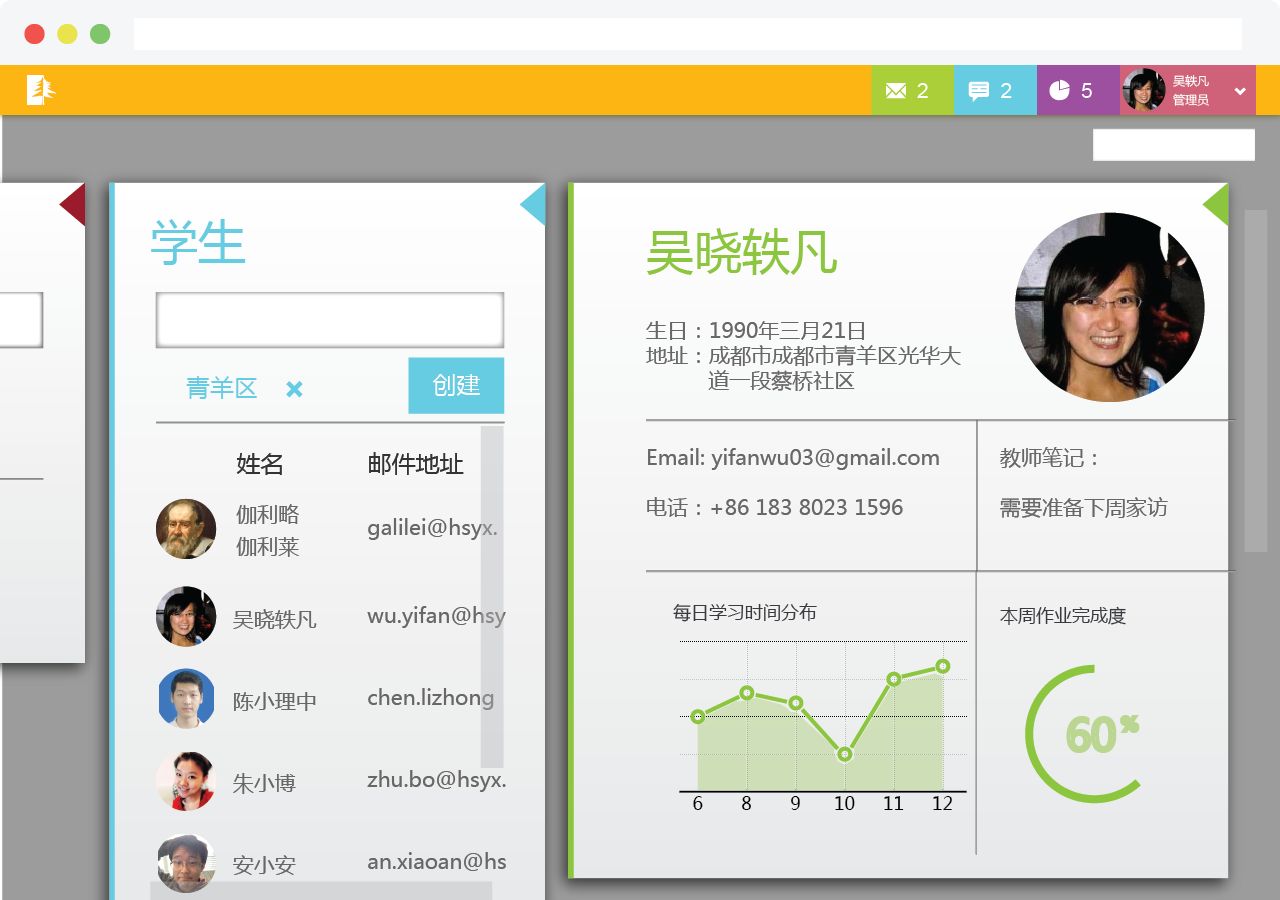 2
2
5
吴轶凡
管理员
学生
青羊区
创建
姓名 邮件地址
伽利略
伽利莱
galilei@hsyx.
吴晓轶凡 wu.yifan@hsy
陈小理中 chen.lizhong
朱小博 zhu.bo@hsyx.
安小安 an.xiaoan@hs
吴晓轶凡
生日：1990年三月21日
地址：成都市成都市青羊区光华大
道一段蔡桥社区
Email: yifanwu03@gmail.com
电话：+86 183 8023 1596
教师笔记：
需要准备下周家访
每日学习时间分布
6 8 9 10 11 12
本周作业完成度
60%